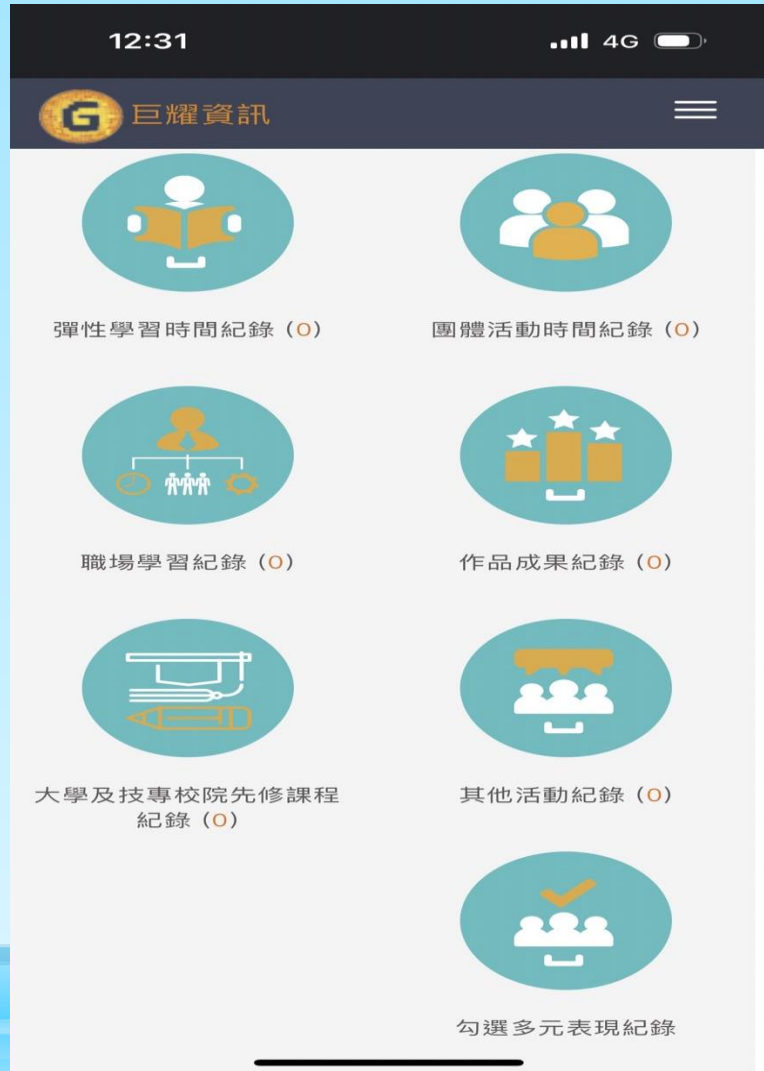 12:31
4G
G 巨耀資訊
彈性學習時間紀錄 (0)
團體活動時間紀錄 (0)
職場學習紀錄 (0)
作品成果紀錄 (0)
大學及技專校院先修課程
紀錄 (0)
其他活動紀錄 (0)
勾選多元表現紀錄